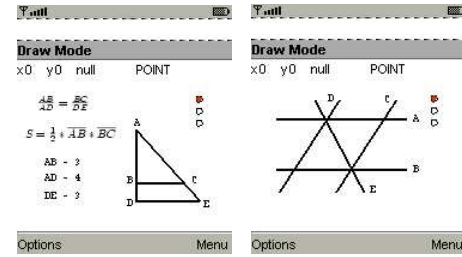 Draw Mode
x0 y0 null POINT
AB/AD = BC/DE
S = 1/2 * AB * BC
AB - 3
AD - 4
DE - 3
A
B
C
D
E
Options Menu
Draw Mode
x0 y0 null POINT
D
C
A
B
E
Options Menu